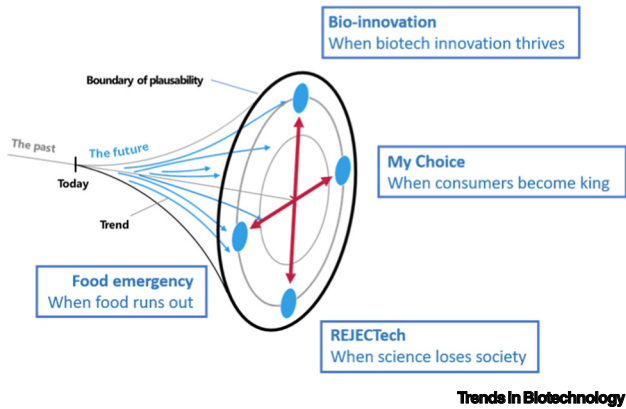 Bio-innovation
When biotech innovation thrives
Boundary of plausability
The past
The future
Today
My Choice
When consumers become king
Trend
Food emergency
When food runs out
REJECTech
When science loses society
Trends in Biotechnology